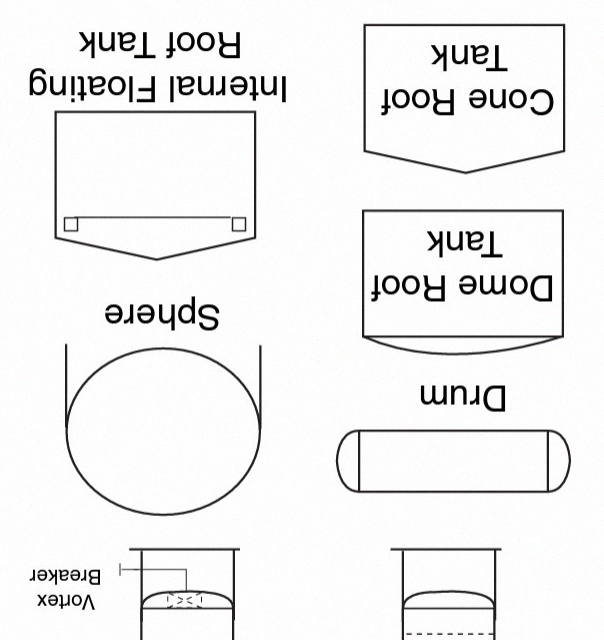 Vortex
Breaker
Drum
Sphere
Dome Roof
Tank
Cone Roof
Tank
Internal Floating
Roof Tank